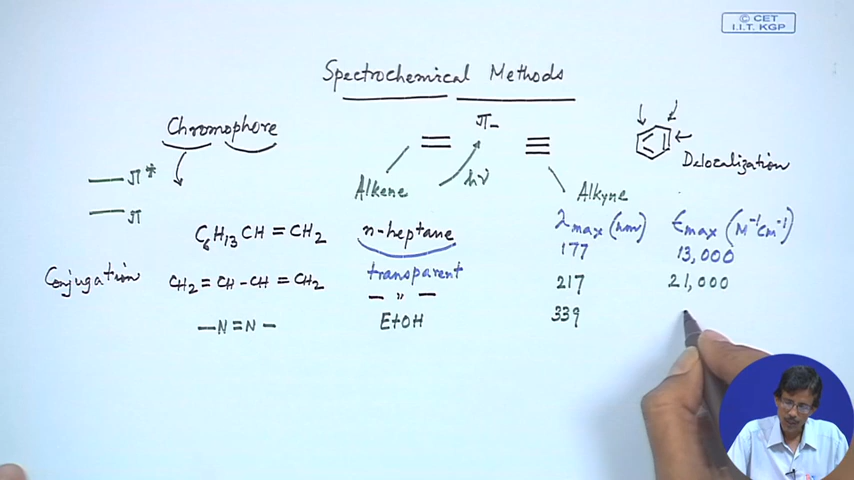 © CET
I.I.T. KGP
Spectrochemical Methods
Chromophore
π-
π*
π
hν
Delocalization
Alkene
Alkyne
λmax (nm) εmax (M⁻¹cm⁻¹)
C₆H₁₃CH=CH₂ n-heptane 177 13,000
Conjugation CH₂=CH-CH=CH₂ transparent 217 21,000
— " —
—N=N— EtOH 339